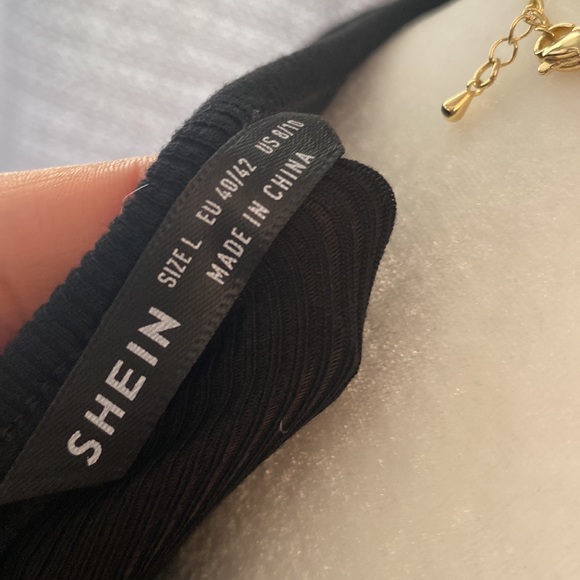 SHEIN
SIZE L EU 40/42 US 8/10
MADE IN CHINA